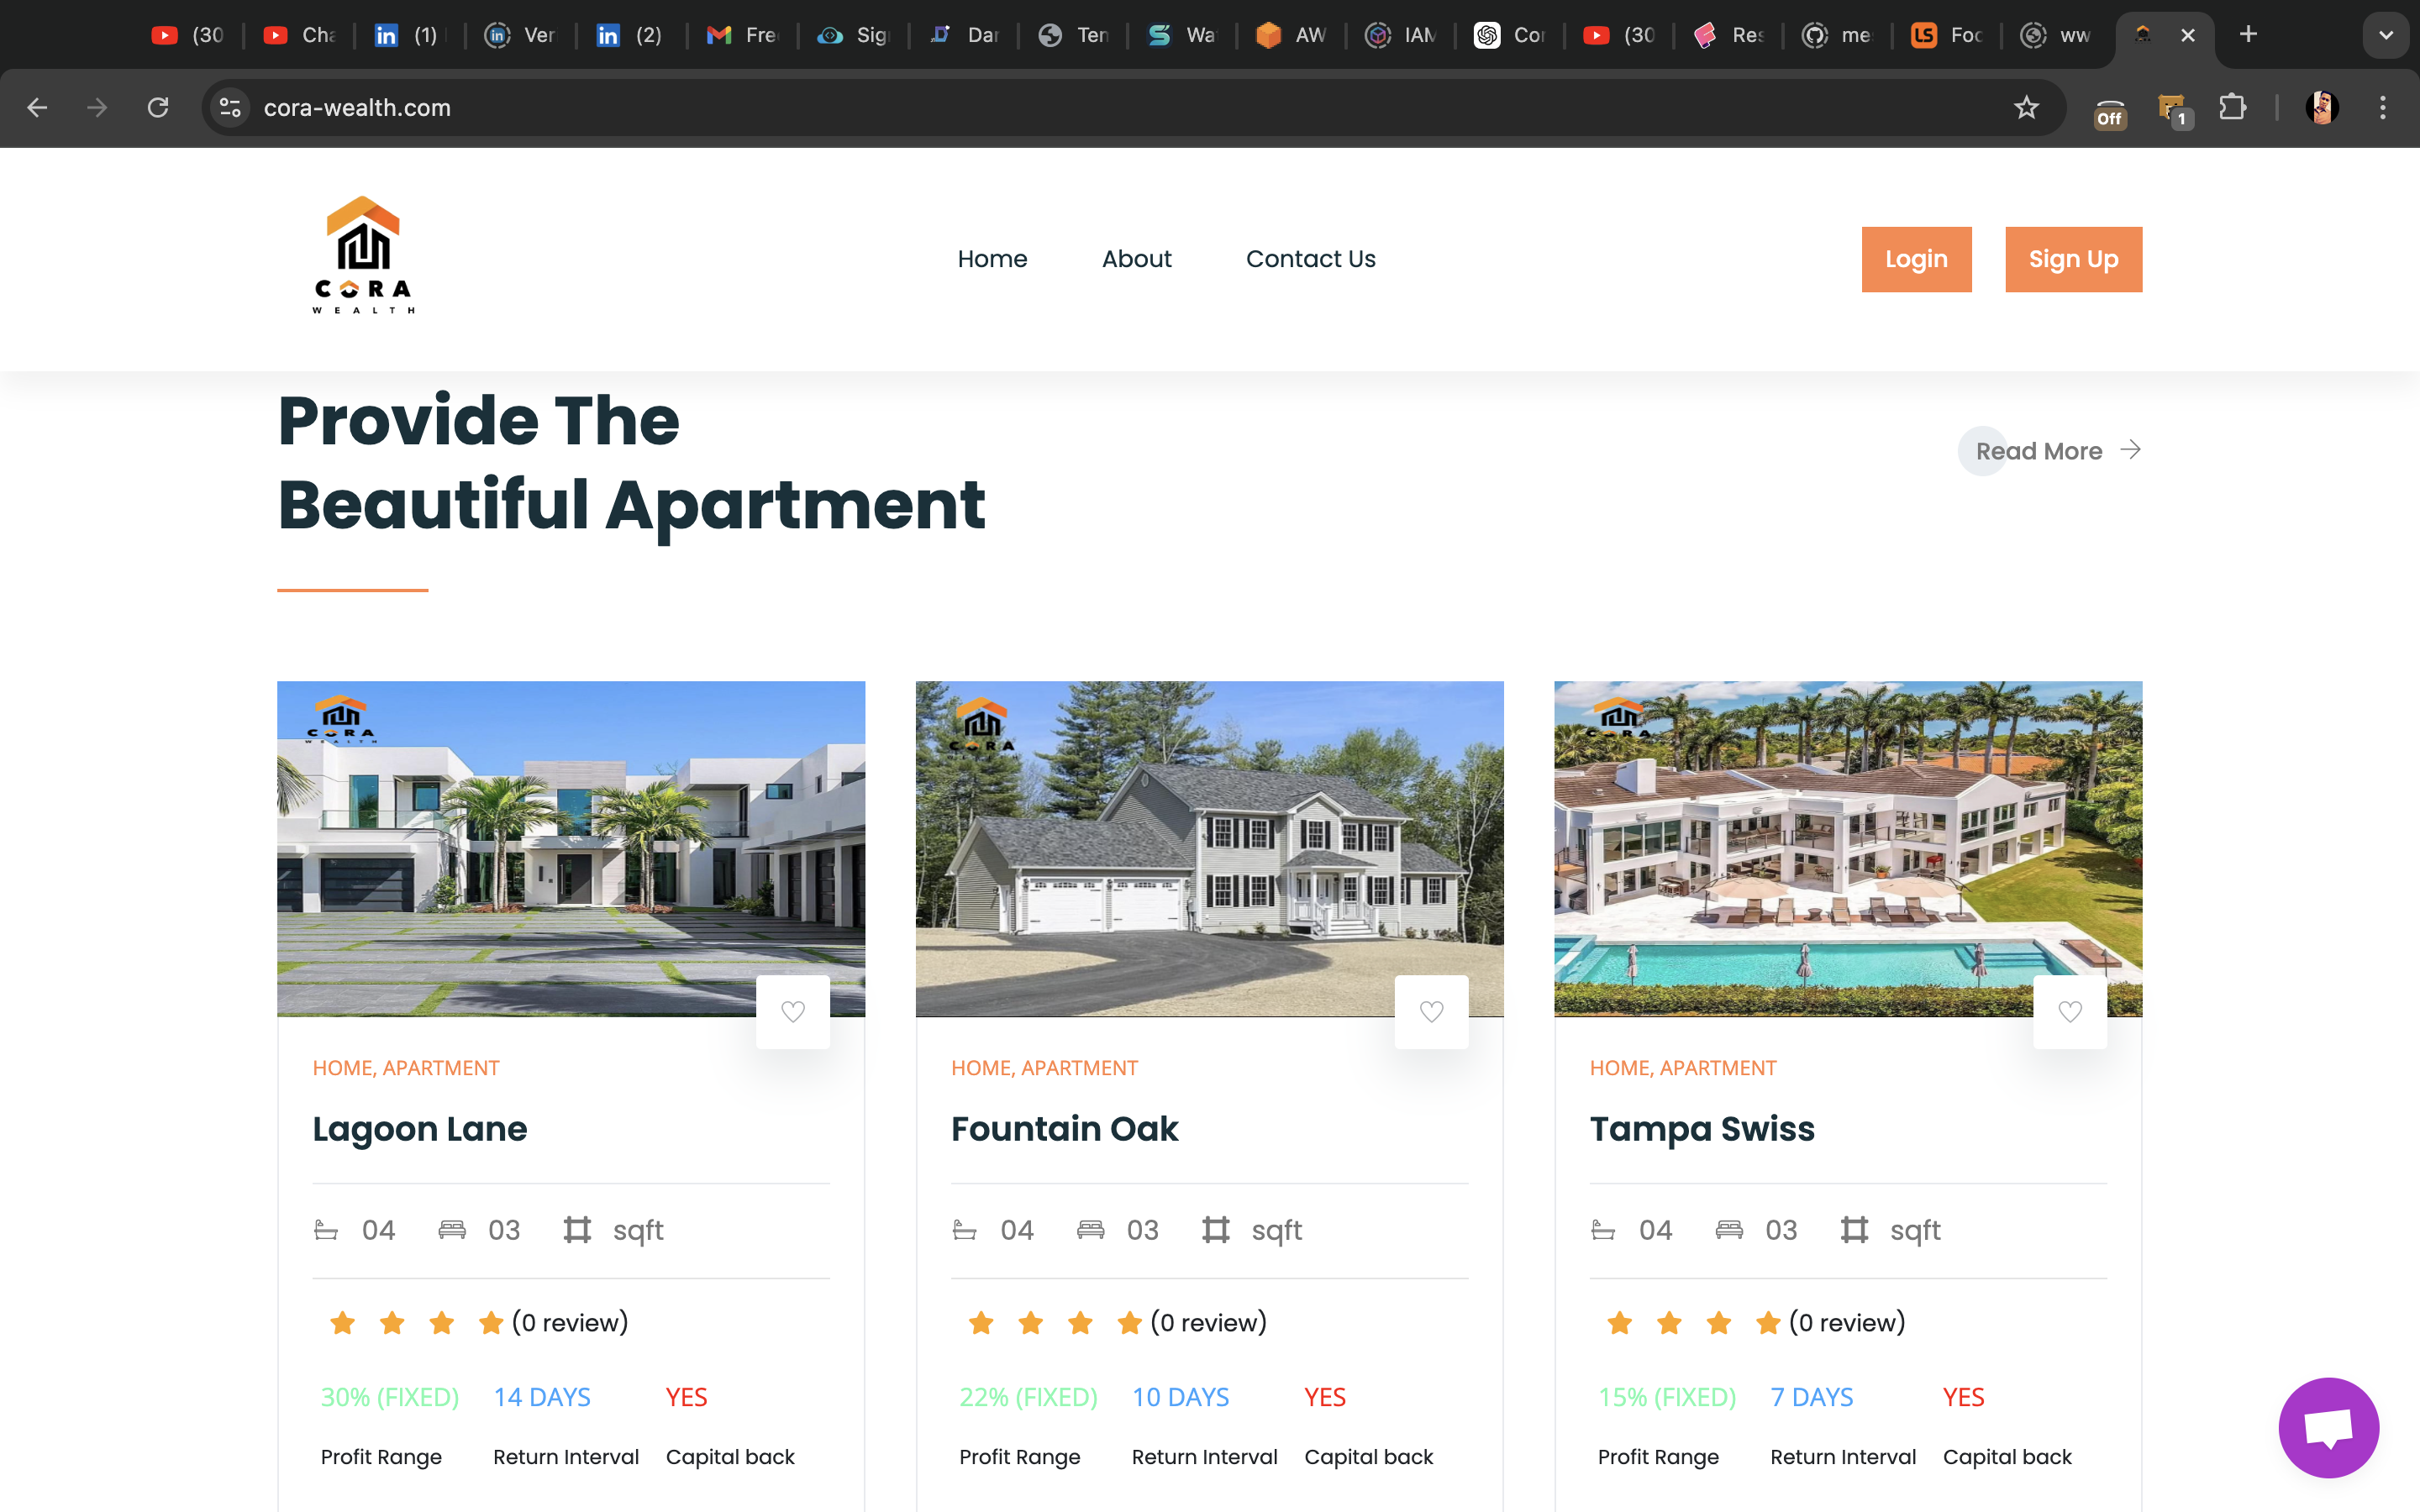 (30
Cha
(1)
Ver
(2)
Free
Sig
Dar
Wa
AW
IAM
Cor
(30
Res
me
LS
Foc
ww
cora-wealth.com
Off
1
CORA
WEALTH
Home
About
Contact Us
Login
Sign Up
Provide The
Beautiful Apartment
Read More
CORA
WEALTH
CORA
CORA
HOME, APARTMENT
Lagoon Lane
04 03 sqft
(0 review)
30% (FIXED) 14 DAYS YES
Profit Range Return Interval Capital back
HOME, APARTMENT
Fountain Oak
04 03 sqft
(0 review)
22% (FIXED) 10 DAYS YES
Profit Range Return Interval Capital back
HOME, APARTMENT
Tampa Swiss
04 03 sqft
(0 review)
15% (FIXED) 7 DAYS YES
Profit Range Return Interval Capital back